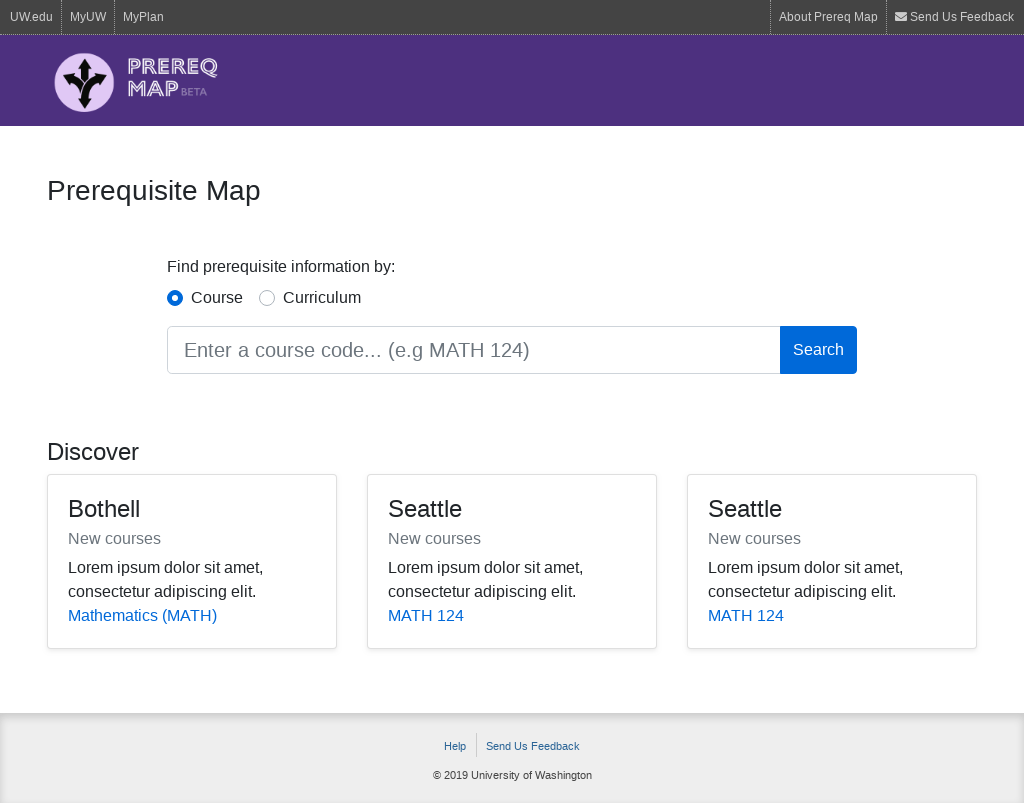 UW.edu MyUW MyPlan About Prereq Map Send Us Feedback
PREREQ
MAP BETA
Prerequisite Map
Find prerequisite information by:
Course Curriculum
Enter a course code... (e.g MATH 124) Search
Discover
Bothell
New courses
Lorem ipsum dolor sit amet,
consectetur adipiscing elit.
Mathematics (MATH)
Seattle
New courses
Lorem ipsum dolor sit amet,
consectetur adipiscing elit.
MATH 124
Seattle
New courses
Lorem ipsum dolor sit amet,
consectetur adipiscing elit.
MATH 124
Help Send Us Feedback
© 2019 University of Washington